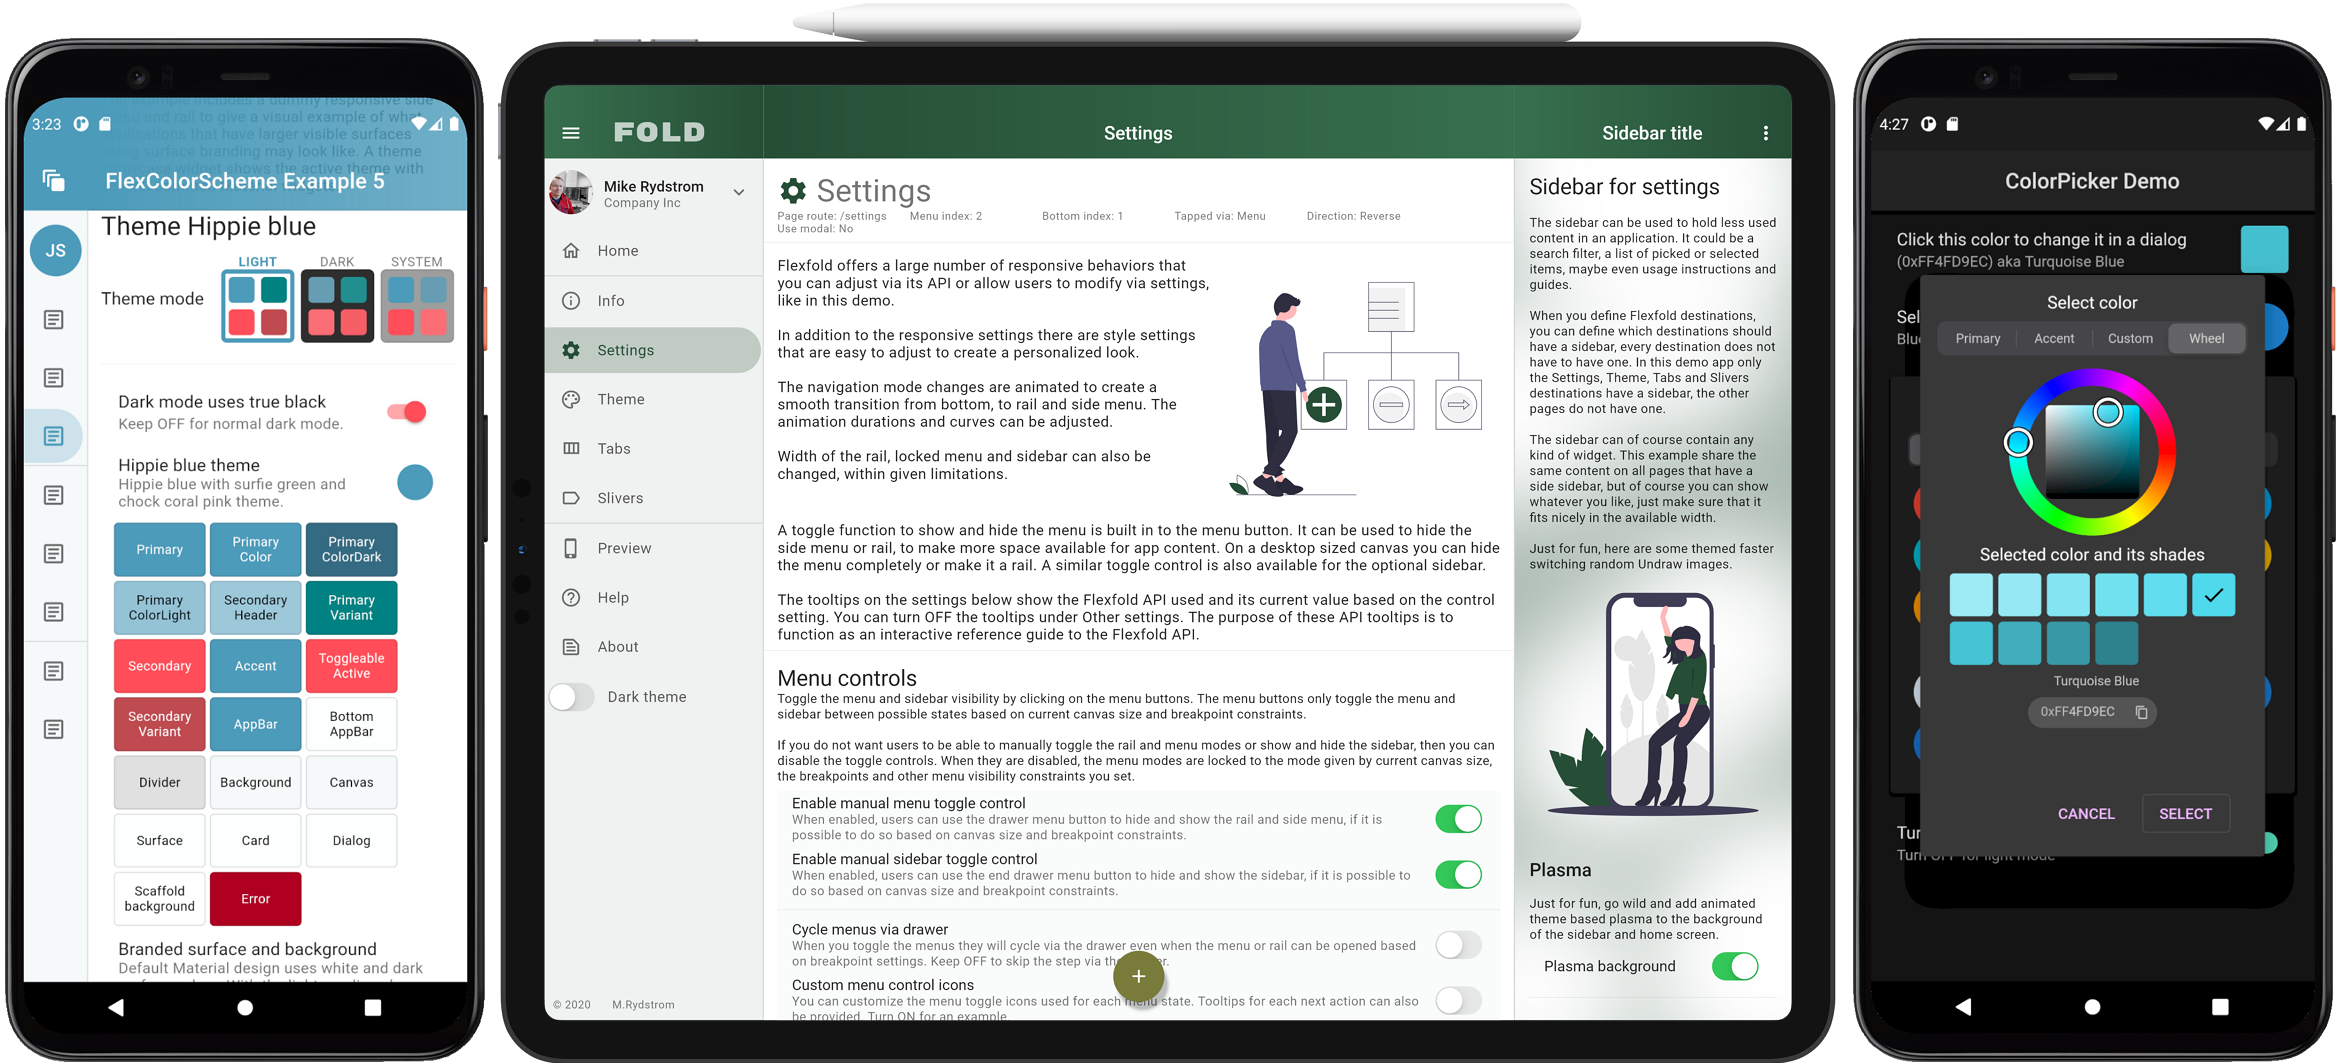 example includes a dummy responsive side
and rail to give a visual example of what
that have larger visible surfaces
surface branding may look like. A theme
shows the active theme with
3:23
FlexColorScheme Example 5
JS
Theme Hippie blue
LIGHT DARK SYSTEM
Theme mode
Dark mode uses true black
Keep OFF for normal dark mode.
Hippie blue theme
Hippie blue with surfie green and
chock coral pink theme.
Primary
Primary
Color
Primary
ColorDark
Primary
ColorLight
Secondary
Header
Primary
Variant
Secondary
Accent
Toggleable
Active
Secondary
Variant
AppBar
Bottom
AppBar
Divider
Background
Canvas
Surface
Card
Dialog
Scaffold
background
Error
Branded surface and background
Default Material design uses white and dark
FOLD
Settings
Sidebar title
Mike Rydstrom
Company Inc
Home
Info
Settings
Theme
Tabs
Slivers
Preview
Help
About
Dark theme
© 2020 M.Rydstrom
Settings
Page route: /settings Menu index: 2 Bottom index: 1 Tapped via: Menu Direction: Reverse
Use modal: No
Flexfold offers a large number of responsive behaviors that
you can adjust via its API or allow users to modify via settings,
like in this demo.
In addition to the responsive settings there are style settings
that are easy to adjust to create a personalized look.
The navigation mode changes are animated to create a
smooth transition from bottom, to rail and side menu. The
animation durations and curves can be adjusted.
Width of the rail, locked menu and sidebar can also be
changed, within given limitations.
A toggle function to show and hide the menu is built in to the menu button. It can be used to hide the
side menu or rail, to make more space available for app content. On a desktop sized canvas you can hide
the menu completely or make it a rail. A similar toggle control is also available for the optional sidebar.
The tooltips on the settings below show the Flexfold API used and its current value based on the control
setting. You can turn OFF the tooltips under Other settings. The purpose of these API tooltips is to
function as an interactive reference guide to the Flexfold API.
Menu controls
Toggle the menu and sidebar visibility by clicking on the menu buttons. The menu buttons only toggle the menu and
sidebar between possible states based on current canvas size and breakpoint constraints.
If you do not want users to be able to manually toggle the rail and menu modes or show and hide the sidebar, then you can
disable the toggle controls. When they are disabled, the menu modes are locked to the mode given by current canvas size,
the breakpoints and other menu visibility constraints you set.
Enable manual menu toggle control
When enabled, users can use the drawer menu button to hide and show the rail and side menu, if it is
possible to do so based on canvas size and breakpoint constraints.
Enable manual sidebar toggle control
When enabled, users can use the end drawer menu button to hide and show the sidebar, if it is possible to
do so based on canvas size and breakpoint constraints.
Cycle menus via drawer
When you toggle the menus they will cycle via the drawer even when the menu or rail can be opened based
on breakpoint settings. Keep OFF to skip the step via the
Custom menu control icons
You can customize the menu toggle icons used for each menu state. Tooltips for each next action can also
be provided. Turn ON for an example.
Sidebar for settings
The sidebar can be used to hold less used
content in an application. It could be a
search filter, a list of picked or selected
items, maybe even usage instructions and
guides.
When you define Flexfold destinations,
you can define which destinations should
have a sidebar, every destination does not
have to have one. In this demo app only
the Settings, Theme, Tabs and Slivers
destinations have a sidebar, the other
pages do not have one.
The sidebar can of course contain any
kind of widget. This example share the
same content on all pages that have a
side sidebar, but of course you can show
whatever you like, just make sure that it
fits nicely in the available width.
Just for fun, here are some themed faster
switching random Undraw images.
Plasma
Just for fun, go wild and add animated
theme based plasma to the background
of the sidebar and home screen.
Plasma background
4:27
ColorPicker Demo
Click this color to change it in a dialog
(0xFF4FD9EC) aka Turquoise Blue
Sel
Blu
Select color
Primary Accent Custom Wheel
Selected color and its shades
Turquoise Blue
0xFF4FD9EC
CANCEL SELECT
Tur
Turn OFF for light mode